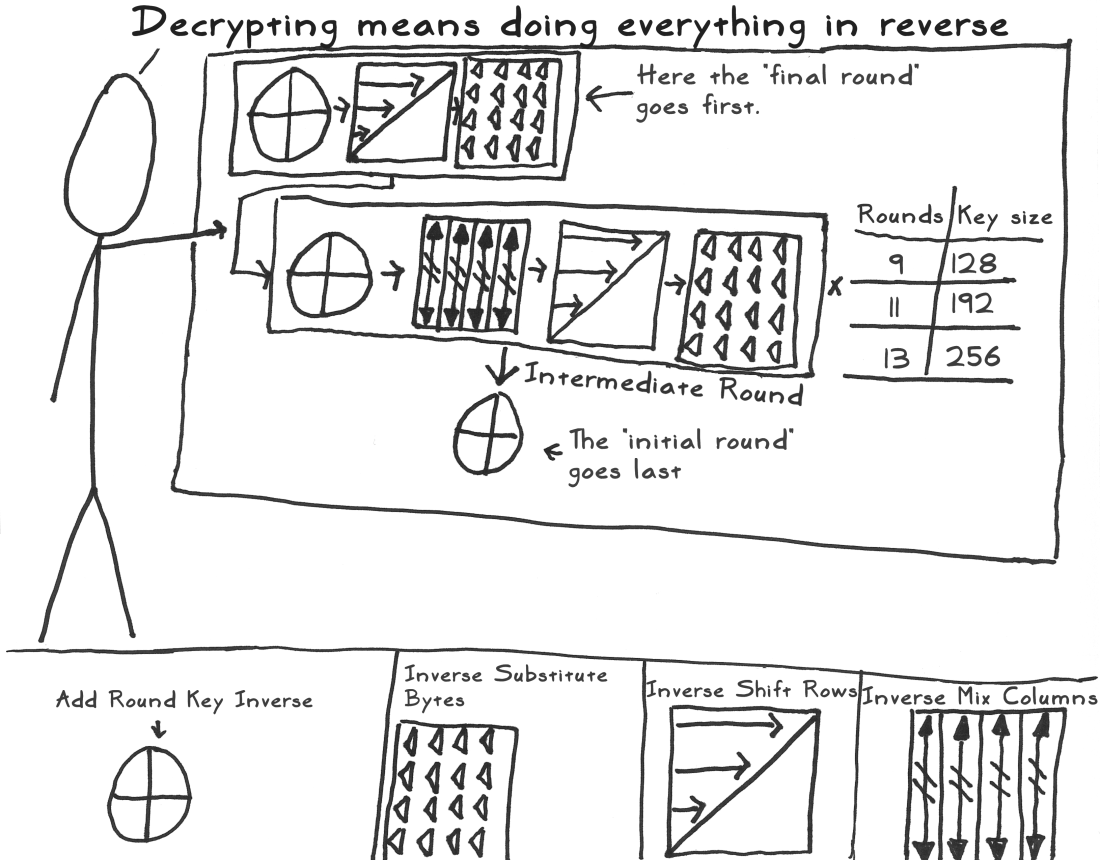 Decrypting means doing everything in reverse
Here the "final round"
goes first.
Rounds Key size
9 128
x
11 192
13 256
Intermediate Round
The "initial round"
goes last
Add Round Key Inverse
Inverse Substitute
Bytes
Inverse Shift Rows
Inverse Mix Columns